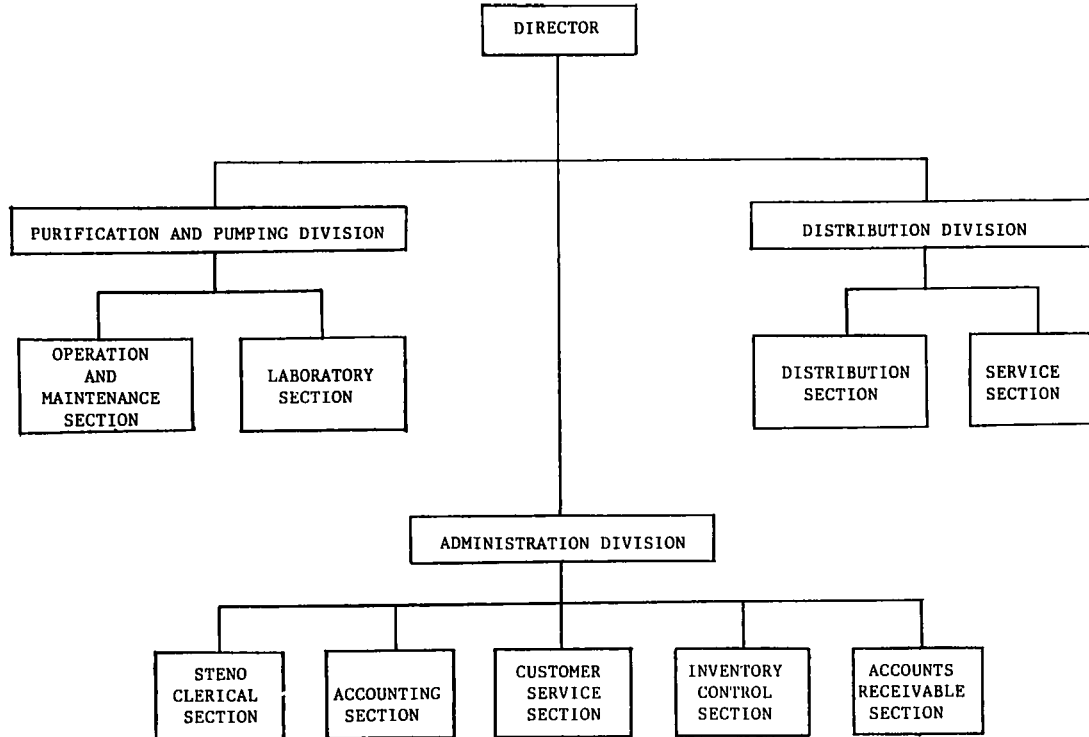 DIRECTOR
PURIFICATION AND PUMPING DIVISION
DISTRIBUTION DIVISION
OPERATION
AND
MAINTENANCE
SECTION
LABORATORY
SECTION
DISTRIBUTION
SECTION
SERVICE
SECTION
ADMINISTRATION DIVISION
STENO
CLERICAL
SECTION
ACCOUNTING
SECTION
CUSTOMER
SERVICE
SECTION
INVENTORY
CONTROL
SECTION
ACCOUNTS
RECEIVABLE
SECTION